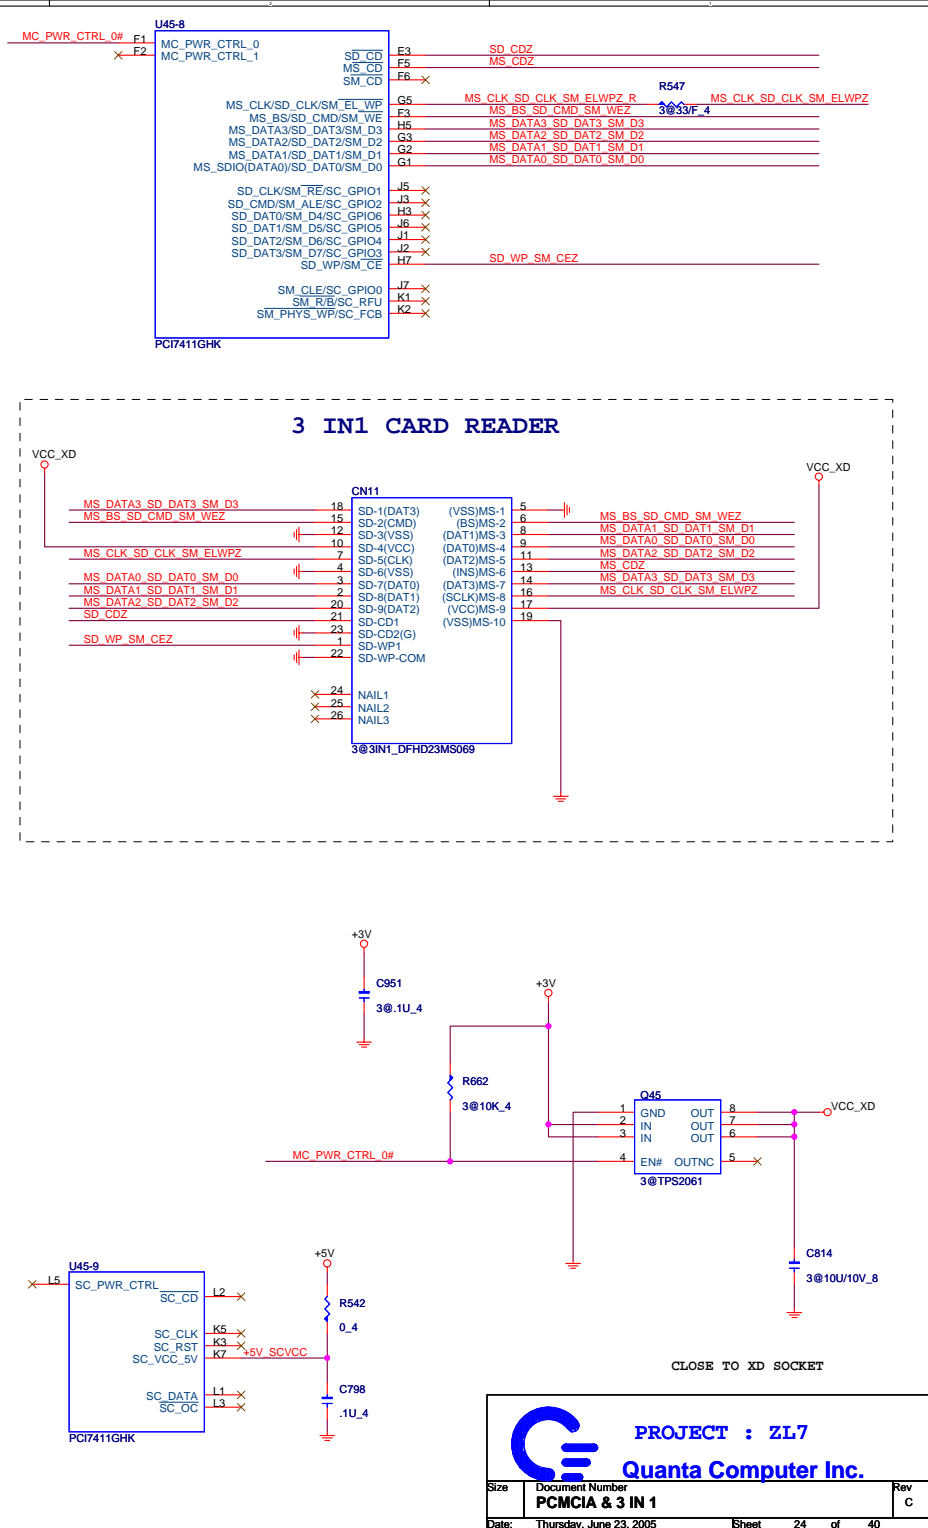 U45-8
MC_PWR_CTRL_0# F1 MC_PWR_CTRL_0
F2 MC_PWR_CTRL_1
SD_CD E3 SD_CDZ
MS_CD F5 MS_CDZ
SM_CD F6
R547
MS_CLK/SD_CLK/SM_EL_WP G5 MS_CLK_SD_CLK_SM_ELWPZ_R MS_CLK_SD_CLK_SM_ELWPZ
3@33/F_4
MS_BS/SD_CMD/SM_WE F3 MS_BS_SD_CMD_SM_WEZ
MS_DATA3/SD_DAT3/SM_D3 H5 MS_DATA3_SD_DAT3_SM_D3
MS_DATA2/SD_DAT2/SM_D2 G3 MS_DATA2_SD_DAT2_SM_D2
MS_DATA1/SD_DAT1/SM_D1 G2 MS_DATA1_SD_DAT1_SM_D1
MS_SDIO(DATA0)/SD_DAT0/SM_D0 G1 MS_DATA0_SD_DAT0_SM_D0
SD_CLK/SM_RE/SC_GPIO1 J5
SD_CMD/SM_ALE/SC_GPIO2 J3
SD_DAT0/SM_D4/SC_GPIO6 H3
SD_DAT1/SM_D5/SC_GPIO5 J6
SD_DAT2/SM_D6/SC_GPIO4 J1
SD_DAT3/SM_D7/SC_GPIO3 J2
SD_WP/SM_CE H7 SD_WP_SM_CEZ
SM_CLE/SC_GPIO0 J7
SM_R/B/SC_RFU K1
SM_PHYS_WP/SC_FCB K2
PCI7411GHK
3 IN1 CARD READER
VCC_XD
VCC_XD
CN11
MS_DATA3_SD_DAT3_SM_D3 18 SD-1(DAT3) (VSS)MS-1 5
MS_BS_SD_CMD_SM_WEZ 15 SD-2(CMD) (BS)MS-2 6 MS_BS_SD_CMD_SM_WEZ
12 SD-3(VSS) (DAT1)MS-3 8 MS_DATA1_SD_DAT1_SM_D1
10 SD-4(VCC) (DAT0)MS-4 9 MS_DATA0_SD_DAT0_SM_D0
MS_CLK_SD_CLK_SM_ELWPZ 7 SD-5(CLK) (DAT2)MS-5 11 MS_DATA2_SD_DAT2_SM_D2
4 SD-6(VSS) (INS)MS-6 13 MS_CDZ
MS_DATA0_SD_DAT0_SM_D0 3 SD-7(DAT0) (DAT3)MS-7 14 MS_DATA3_SD_DAT3_SM_D3
MS_DATA1_SD_DAT1_SM_D1 2 SD-8(DAT1) (SCLK)MS-8 16 MS_CLK_SD_CLK_SM_ELWPZ
MS_DATA2_SD_DAT2_SM_D2 20 SD-9(DAT2) (VCC)MS-9 17
SD_CDZ 21 SD-CD1 (VSS)MS-10 19
23 SD-CD2(G)
SD_WP_SM_CEZ 1 SD-WP1
22 SD-WP-COM
24 NAIL1
25 NAIL2
26 NAIL3
3@3IN1_DFHD23MS069
+3V
C951
3@.1U_4
+3V
R662
3@10K_4
Q45
1 GND OUT 8 VCC_XD
2 IN OUT 7
3 IN OUT 6
MC_PWR_CTRL_0# 4 EN# OUTNC 5
3@TPS2061
C814
3@10U/10V_8
+5V
U45-9
L5 SC_PWR_CTRL
SC_CD L2
R542
0_4
SC_CLK K5
SC_RST K3
SC_VCC_5V K7 +5V_SCVCC
SC_DATA L1
SC_OC L3
C798
.1U_4
PCI7411GHK
CLOSE TO XD SOCKET
PROJECT : ZL7
Quanta Computer Inc.
Size Document Number Rev
PCMCIA & 3 IN 1 C
Date: Thursday, June 23, 2005 Sheet 24 of 40